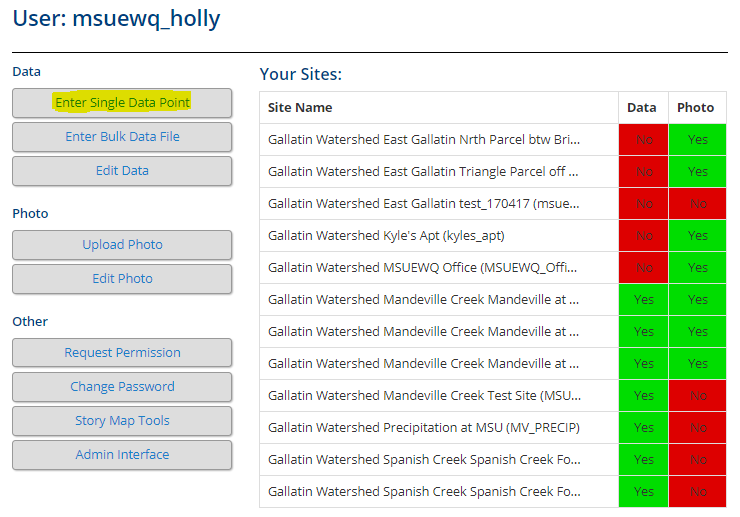 User: msuewq_holly
Data
Enter Single Data Point
Enter Bulk Data File
Edit Data
Photo
Upload Photo
Edit Photo
Other
Request Permission
Change Password
Story Map Tools
Admin Interface
Your Sites:
Site Name Data Photo
Gallatin Watershed East Gallatin Nrth Parcel btw Bri... No Yes
Gallatin Watershed East Gallatin Triangle Parcel off ... No Yes
Gallatin Watershed East Gallatin test_170417 (msue... No No
Gallatin Watershed Kyle's Apt (kyles_apt) No Yes
Gallatin Watershed MSUEWQ Office (MSUEWQ_Offi... No Yes
Gallatin Watershed Mandeville Creek Mandeville at ... Yes Yes
Gallatin Watershed Mandeville Creek Mandeville at ... Yes Yes
Gallatin Watershed Mandeville Creek Mandeville at ... Yes Yes
Gallatin Watershed Mandeville Creek Test Site (MSU... Yes No
Gallatin Watershed Precipitation at MSU (MV_PRECIP) Yes No
Gallatin Watershed Spanish Creek Spanish Creek Fo... Yes No
Gallatin Watershed Spanish Creek Spanish Creek Fo... Yes No